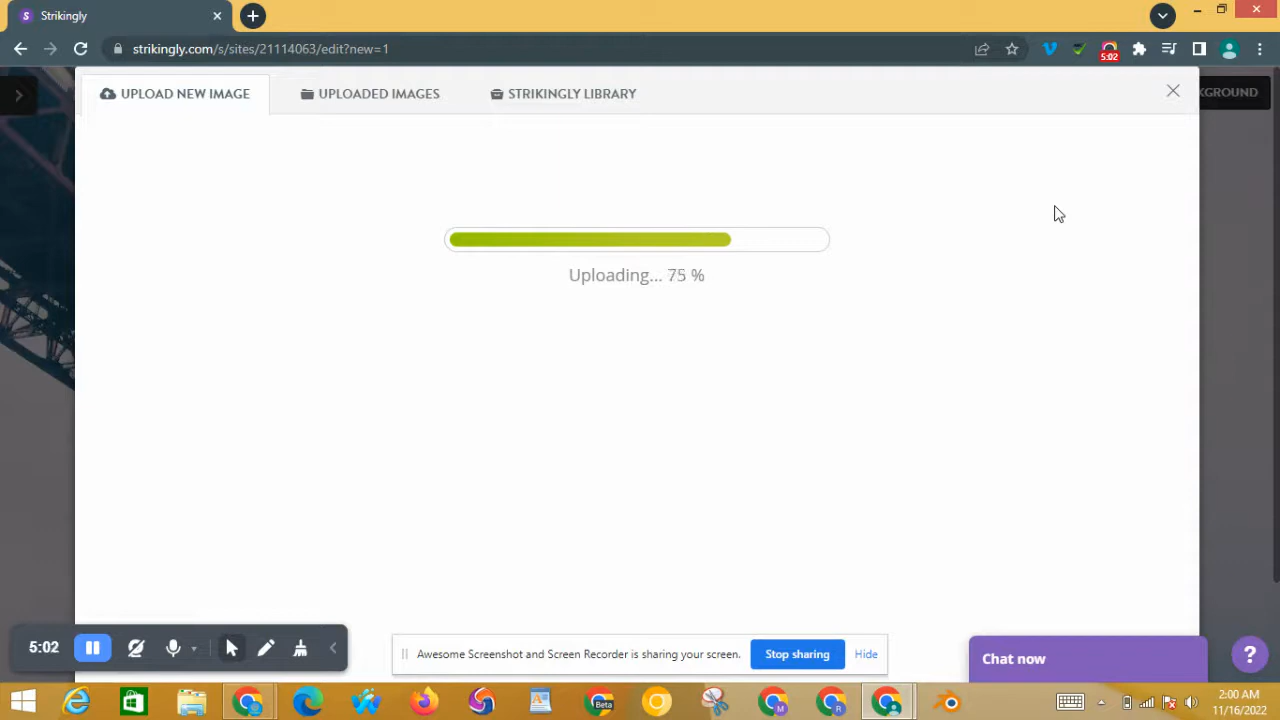 Strikingly
strikingly.com/s/sites/21114063/edit?new=1
5:02
UPLOAD NEW IMAGE
UPLOADED IMAGES
STRIKINGLY LIBRARY
KGROUND
Uploading... 75 %
5:02
Awesome Screenshot and Screen Recorder is sharing your screen.
Stop sharing
Hide
Chat now
?
Beta
M
R
2:00 AM
11/16/2022